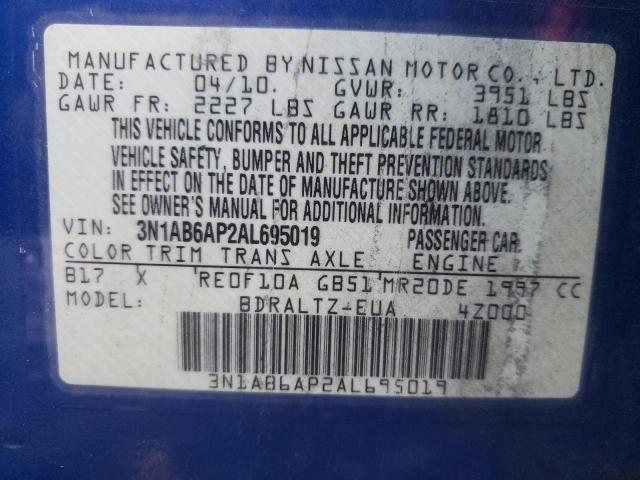 MANUFACTURED BY NISSAN MOTOR CO., LTD.
DATE: 04/10. GVWR: 3951 LBS
GAWR FR: 2227 LBS GAWR RR: 1810 LBS
THIS VEHICLE CONFORMS TO ALL APPLICABLE FEDERAL MOTOR
VEHICLE SAFETY, BUMPER AND THEFT PREVENTION STANDARDS
IN EFFECT ON THE DATE OF MANUFACTURE SHOWN ABOVE.
SEE OWNER'S MANUAL FOR ADDITIONAL INFORMATION.
VIN: 3N1AB6AP2AL695019 PASSENGER CAR
COLOR TRIM TRANS AXLE ENGINE
B17 X RE0F10A GB51 MR20DE 1997 CC
BDRALTZ-EUA 4Z000
3N1AB6AP2AL695019